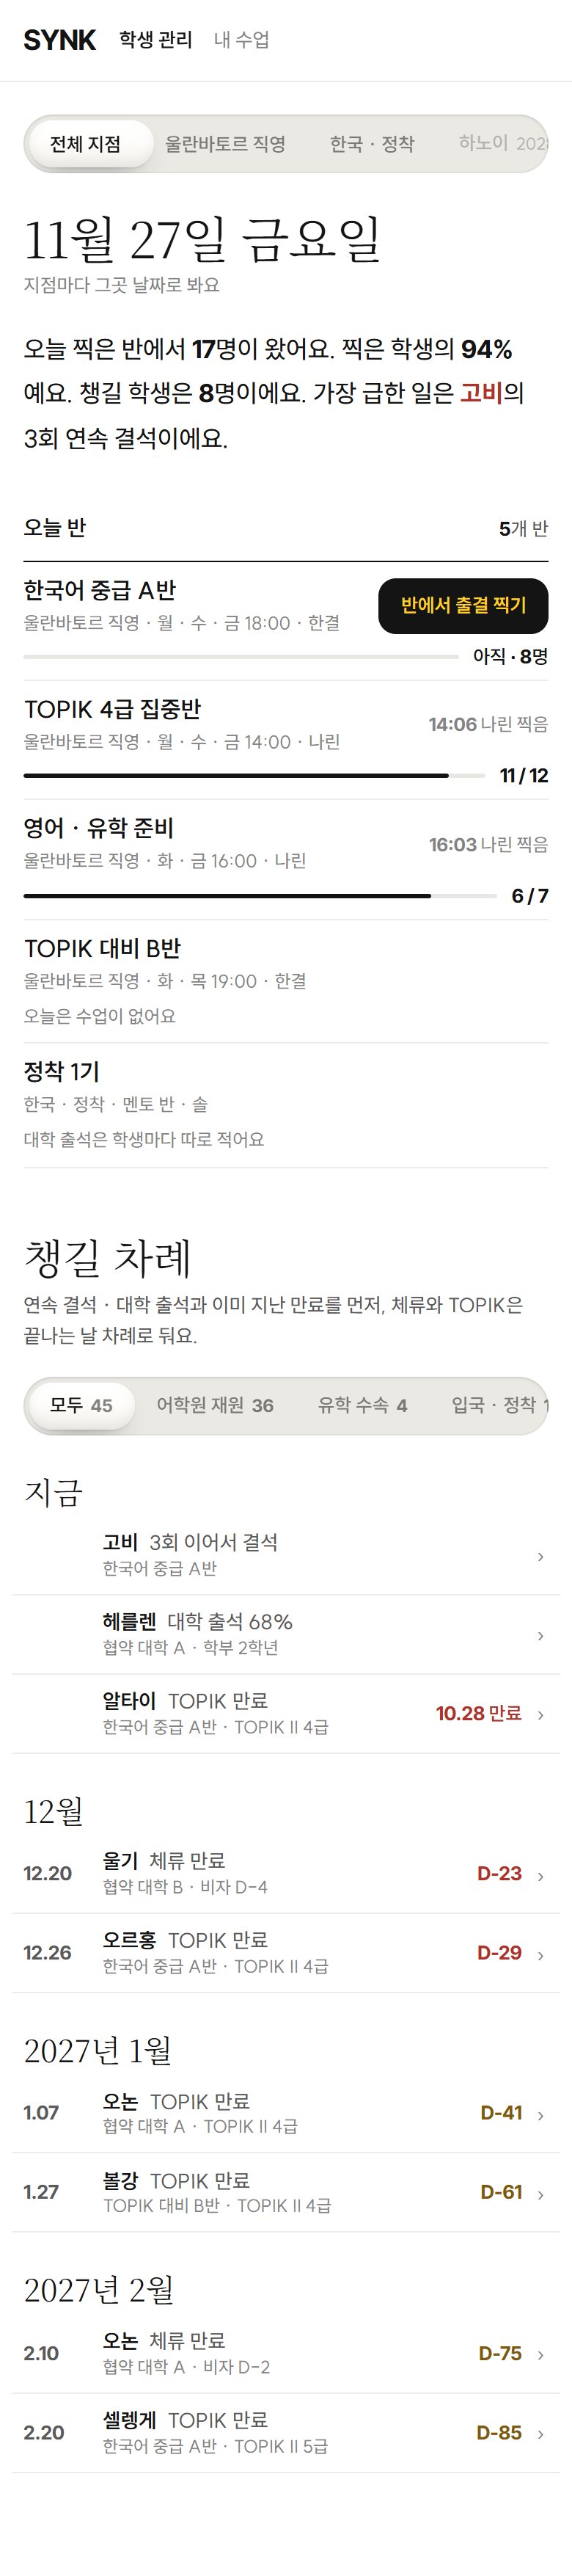 SYNK 학생 관리 내 수업
전체 지점 울란바토르 직영 한국 · 정착 하노이
11월 27일 금요일
지점마다 그곳 날짜로 봐요
오늘 찍은 반에서 17명이 왔어요. 찍은 학생의 94%
예요. 챙길 학생은 8명이에요. 가장 급한 일은 고비의
3회 연속 결석이에요.
오늘 반 5개 반
한국어 중급 A반
반에서 출결 찍기
울란바토르 직영 · 월 · 수 · 금 18:00 · 한결
아직 · 8명
TOPIK 4급 집중반
14:06 나린 찍음
울란바토르 직영 · 월 · 수 · 금 14:00 · 나린
11 / 12
영어 · 유학 준비
16:03 나린 찍음
울란바토르 직영 · 화 · 금 16:00 · 나린
6 / 7
TOPIK 대비 B반
울란바토르 직영 · 화 · 목 19:00 · 한결
오늘은 수업이 없어요
정착 1기
한국 · 정착 · 멘토 반 · 솔
대학 출석은 학생마다 따로 적어요
챙길 차례
연속 결석 · 대학 출석과 이미 지난 만료를 먼저, 체류와 TOPIK은
끝나는 날 차례로 둬요.
모두 45 어학원 재원 36 유학 수속 4 입국 · 정착
지금
고비 3회 이어서 결석
한국어 중급 A반
›
헤를렌 대학 출석 68%
협약 대학 A · 학부 2학년
›
알타이 TOPIK 만료
한국어 중급 A반 · TOPIK II 4급
10.28 만료 ›
12월
12.20
울기 체류 만료
협약 대학 B · 비자 D-4
D-23 ›
12.26
오르홍 TOPIK 만료
한국어 중급 A반 · TOPIK II 4급
D-29 ›
2027년 1월
1.07
오논 TOPIK 만료
협약 대학 A · TOPIK II 4급
D-41 ›
1.27
볼강 TOPIK 만료
TOPIK 대비 B반 · TOPIK II 4급
D-61 ›
2027년 2월
2.10
오논 체류 만료
협약 대학 A · 비자 D-2
D-75 ›
2.20
셀렝게 TOPIK 만료
한국어 중급 A반 · TOPIK II 5급
D-85 ›